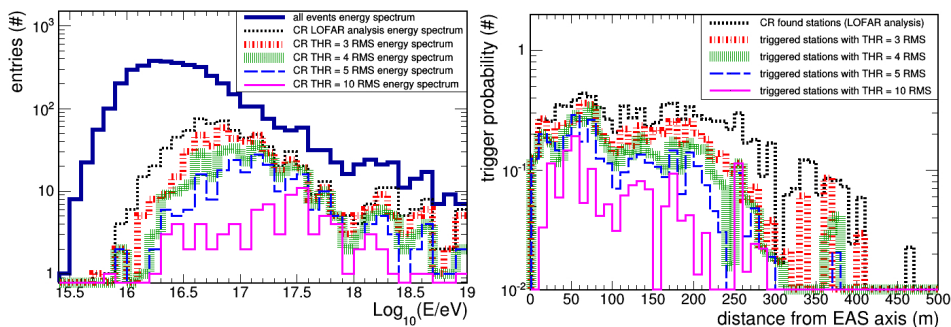 entries (#)
10³
10²
10
1
all events energy spectrum
CR LOFAR analysis energy spectrum
CR THR = 3 RMS energy spectrum
CR THR = 4 RMS energy spectrum
CR THR = 5 RMS energy spectrum
CR THR = 10 RMS energy spectrum
15.5 16 16.5 17 17.5 18 18.5 19
Log₁₀(E/eV)
trigger probability (#)
1
10⁻¹
10⁻²
CR found stations (LOFAR analysis)
triggered stations with THR = 3 RMS
triggered stations with THR = 4 RMS
triggered stations with THR = 5 RMS
triggered stations with THR = 10 RMS
0 50 100 150 200 250 300 350 400 450 500
distance from EAS axis (m)